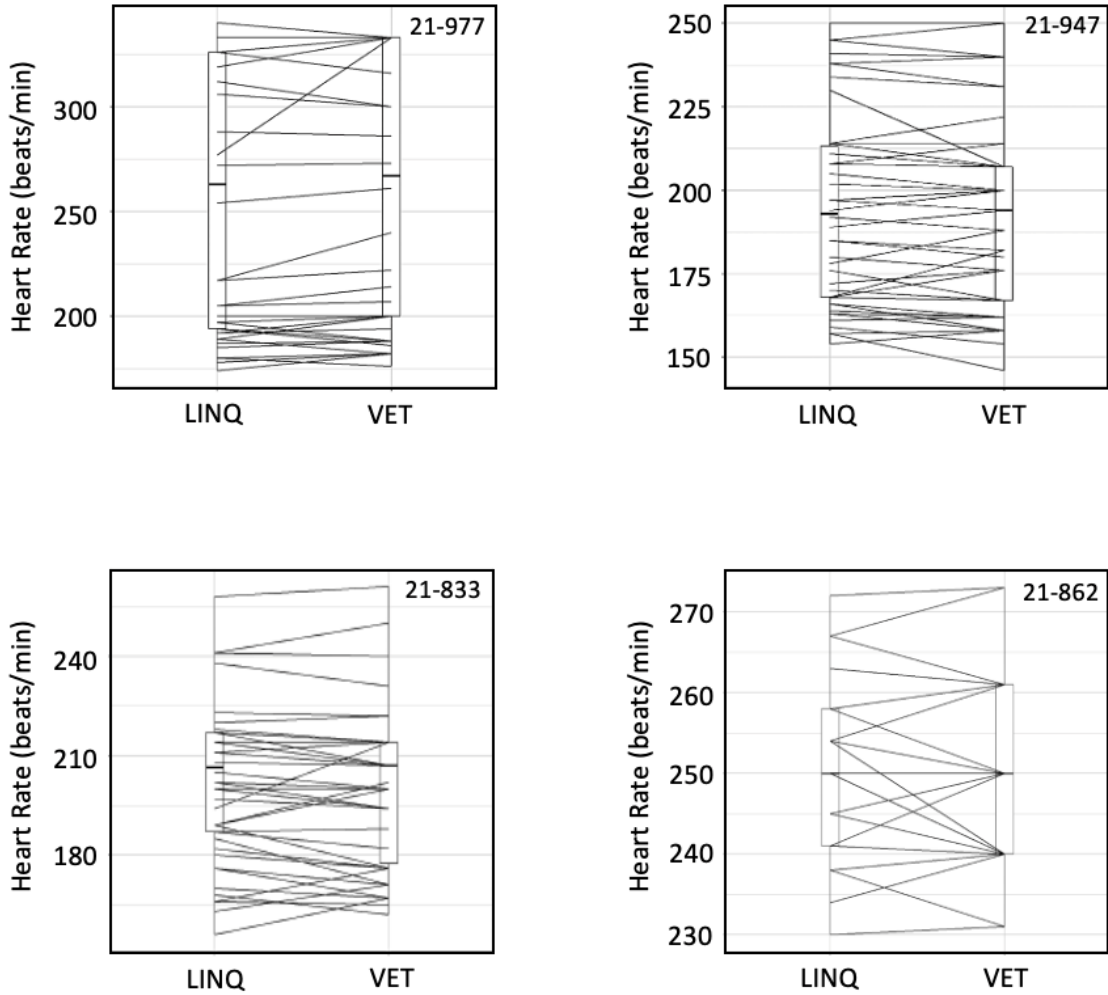 21-977
Heart Rate (beats/min)
300
250
200
LINQ VET
21-947
Heart Rate (beats/min)
250
225
200
175
150
LINQ VET
21-833
Heart Rate (beats/min)
240
210
180
LINQ VET
21-862
Heart Rate (beats/min)
270
260
250
240
230
LINQ VET